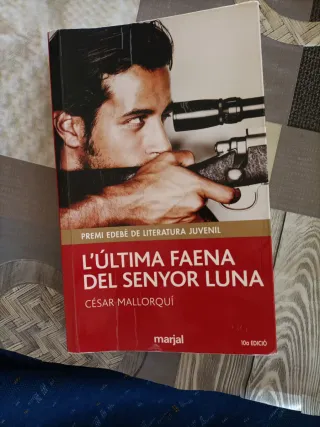 PREMI EDEBÉ DE LITERATURA JUVENIL
L'ÚLTIMA FAENA
DEL SENYOR LUNA
CÉSAR MALLORQUÍ
marjal
10a EDICIÓ